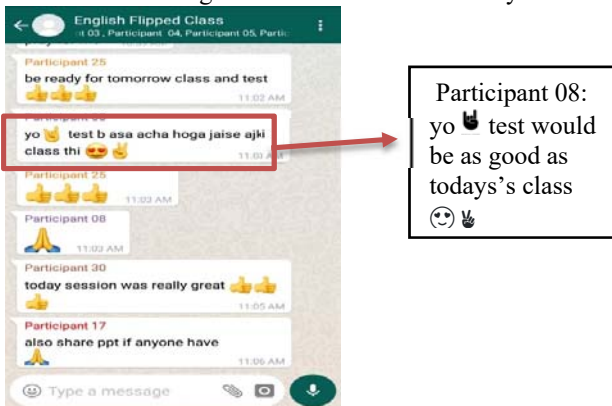 English Flipped Class
nt 03 , Participant 04, Participant 05, Partic
Participant 25
be ready for tomorrow class and test
👍👍👍
11:02 AM
yo 🤘 test b asa acha hoga jaise ajki
class thi 😍✌
11:03 AM
Participant 25
👍👍👍 11:03 AM
Participant 08
🙏 11:03 AM
Participant 30
today session was really great 👍👍
👍
11:05 AM
Participant 17
also share ppt if anyone have
🙏
11:06 AM
Type a message
Participant 08:
yo 🤘 test would
be as good as
todays's class
😍✌